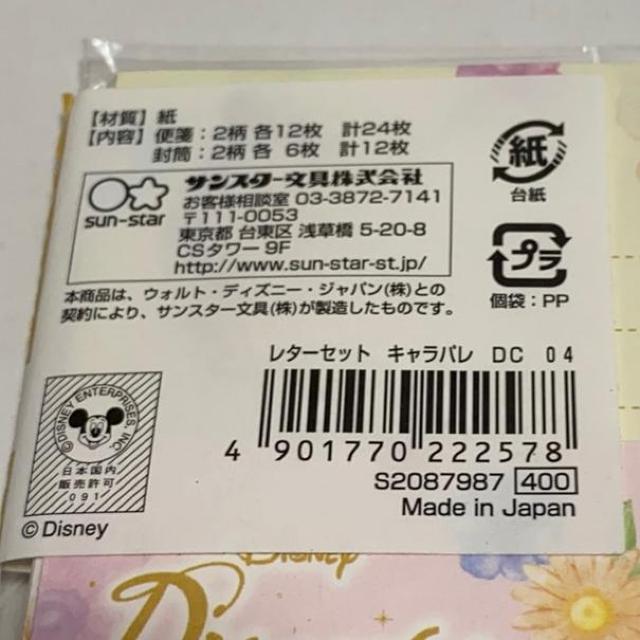 【材質】紙
【内容】便箋：2柄 各12枚 計24枚
封筒：2柄 各 6枚 計12枚
sun-star
サンスター文具株式会社
お客様相談室 03-3872-7141
〒111-0053
東京都 台東区 浅草橋 5-20-8
CSタワー 9F
http://www.sun-star-st.jp/
本商品は、ウォルト・ディズニー・ジャパン(株)との
契約により、サンスター文具(株)が製造したものです。
紙
台紙
プラ
個袋：PP
レターセット キャラパレ DC 04
4 901770 222578
S2087987 400
Made in Japan
©DISNEY ENTERPRISES, INC.
日本国内
販売許可
091
© Disney
DISNEY